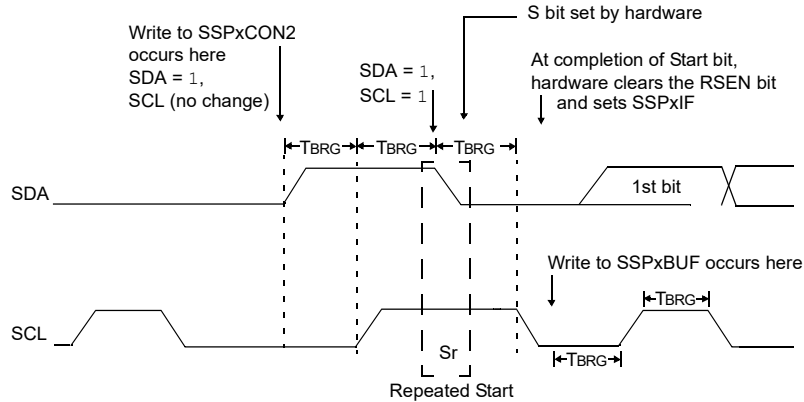 S bit set by hardware
Write to SSPxCON2
occurs here
SDA = 1,
SCL (no change)
SDA = 1,
SCL = 1
At completion of Start bit,
hardware clears the RSEN bit
and sets SSPxIF
TBRG TBRG TBRG
SDA
1st bit
Write to SSPxBUF occurs here
TBRG
SCL
Sr
TBRG
Repeated Start